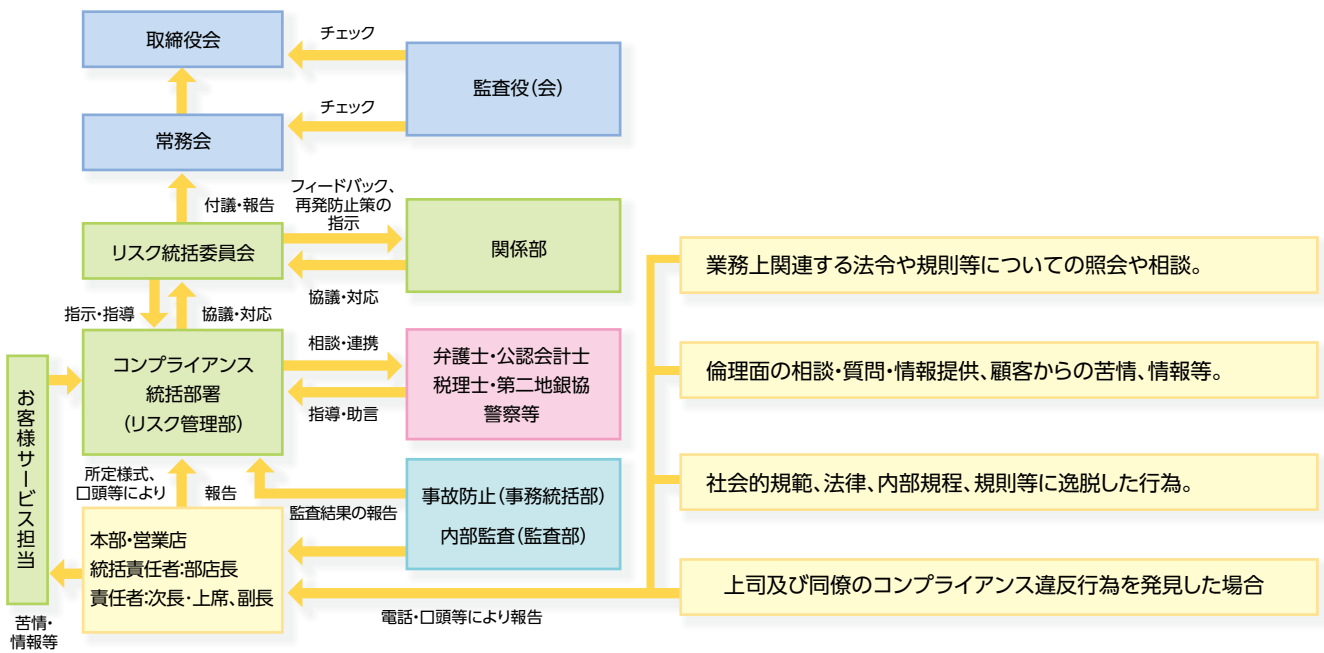 取締役会
チェック
監査役(会)
チェック
常務会
付議・報告
フィードバック、
再発防止策の
指示
リスク統括委員会
関係部
協議・対応
指示・指導
協議・対応
コンプライアンス
統括部署
(リスク管理部)
相談・連携
指導・助言
弁護士・公認会計士
税理士・第二地銀協
警察等
お客様サービス担当
所定様式、
口頭等により
報告
監査結果の報告
事故防止(事務統括部)
内部監査(監査部)
本部・営業店
統括責任者:部店長
責任者:次長・上席、副長
苦情・
情報等
電話・口頭等により報告
業務上関連する法令や規則等についての照会や相談。
倫理面の相談・質問・情報提供、顧客からの苦情、情報等。
社会的規範、法律、内部規程、規則等に逸脱した行為。
上司及び同僚のコンプライアンス違反行為を発見した場合